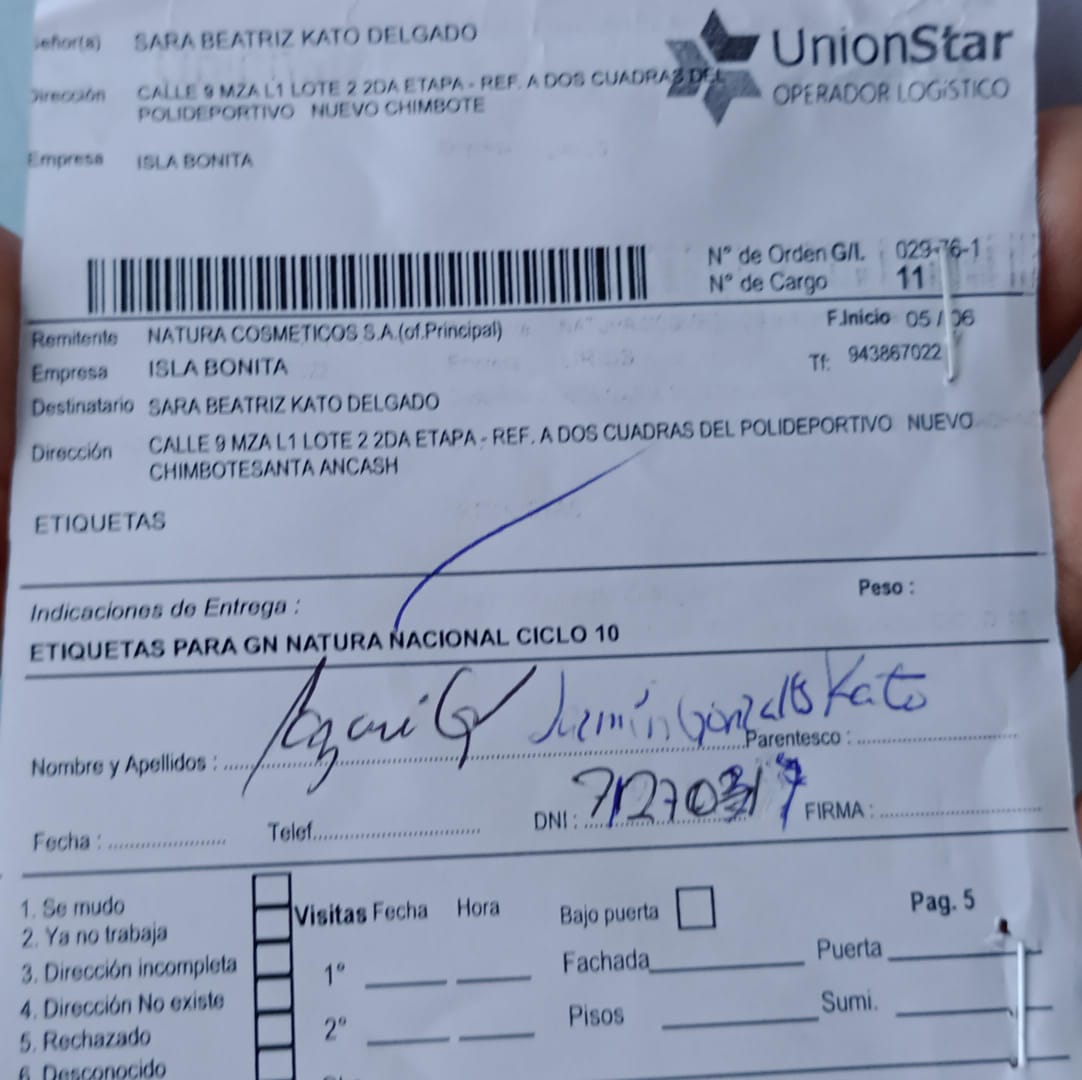 Señor(a) SARA BEATRIZ KATO DELGADO
UnionStar
OPERADOR LOGÍSTICO
Dirección CALLE 9 MZA L1 LOTE 2 2DA ETAPA - REF. A DOS CUADRAS DEL
POLIDEPORTIVO NUEVO CHIMBOTE
Empresa ISLA BONITA
N° de Orden G/I. 029-76-1
N° de Cargo 11
Remitente NATURA COSMETICOS S.A.(of.Principal)
F.Inicio 05/06
Empresa ISLA BONITA
Tf: 943867022
Destinatario SARA BEATRIZ KATO DELGADO
Dirección CALLE 9 MZA L1 LOTE 2 2DA ETAPA - REF. A DOS CUADRAS DEL POLIDEPORTIVO NUEVO
CHIMBOTESANTA ANCASH
ETIQUETAS
Indicaciones de Entrega :
Peso :
ETIQUETAS PARA GN NATURA NACIONAL CICLO 10
Kato
Nombre y Apellidos : Parentesco :
Fecha : Telef. DNI : FIRMA :
1. Se mudo
2. Ya no trabaja
3. Dirección incompleta
4. Dirección No existe
5. Rechazado
6. Desconocido
Visitas Fecha Hora
1°
2°
Bajo puerta
Pag. 5
Fachada Puerta
Pisos Sumi.